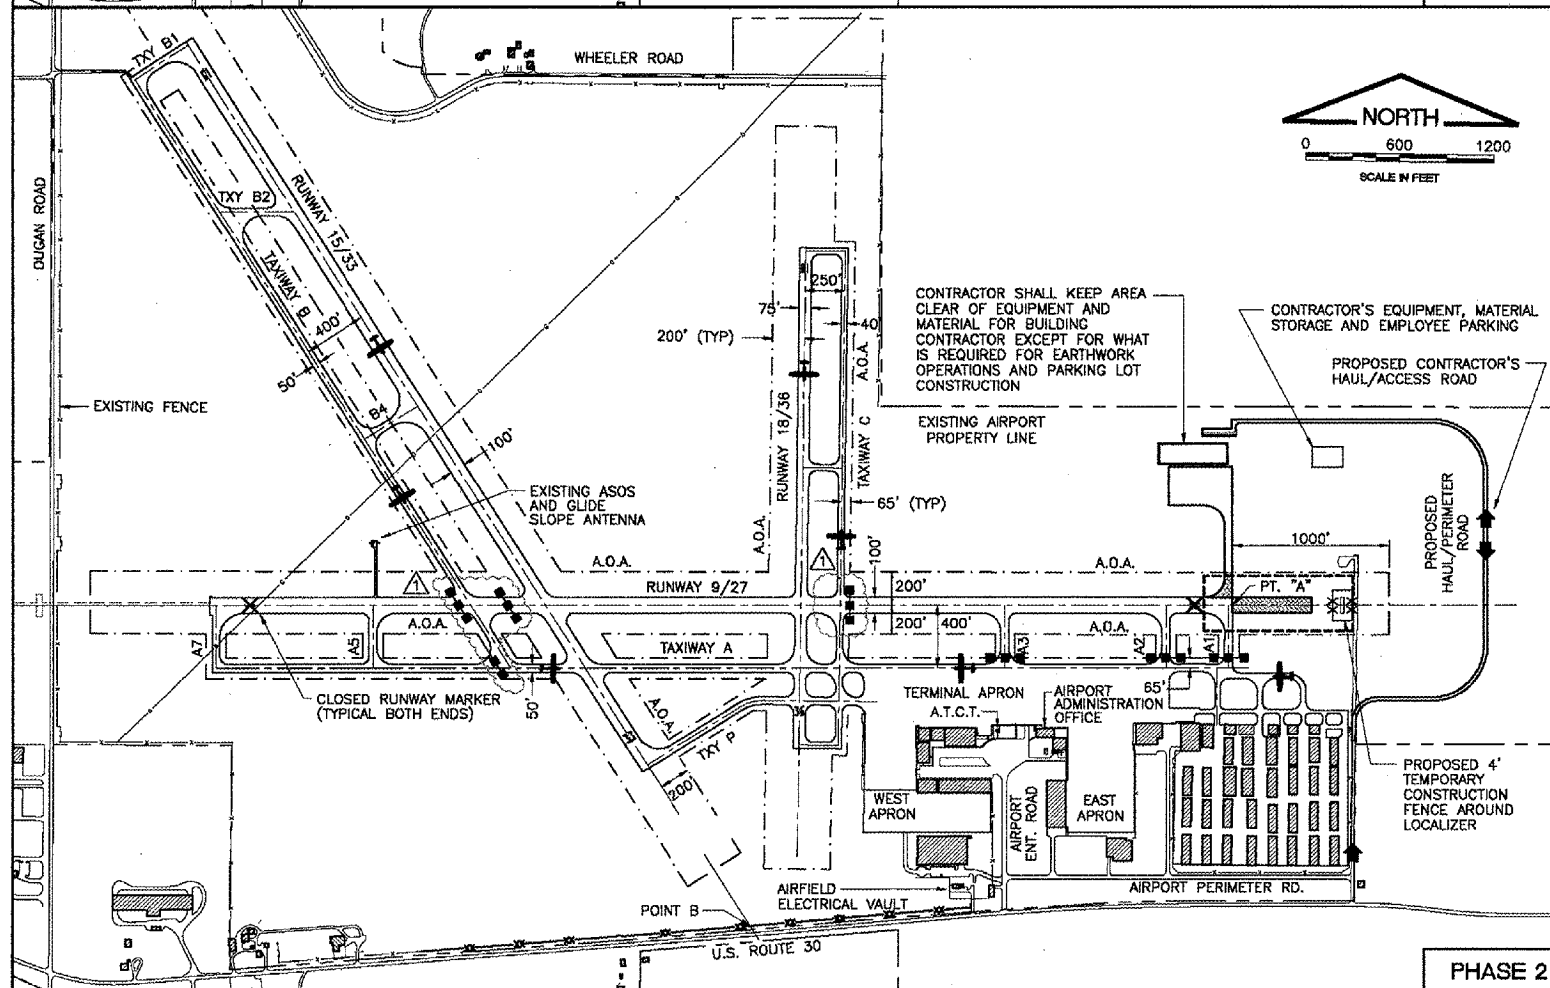 TXY B1
WHEELER ROAD
NORTH
0 600 1200
SCALE IN FEET
DUGAN ROAD
TXY B2
RUNWAY 15/33
TAXIWAY B
400'
50'
B4
100'
EXISTING FENCE
EXISTING ASOS
AND GLIDE
SLOPE ANTENNA
250'
75'
40'
200' (TYP)
A.O.A.
RUNWAY 18/36
TAXIWAY C
65' (TYP)
A.O.A.
CONTRACTOR SHALL KEEP AREA
CLEAR OF EQUIPMENT AND
MATERIAL FOR BUILDING
CONTRACTOR EXCEPT FOR WHAT
IS REQUIRED FOR EARTHWORK
OPERATIONS AND PARKING LOT
CONSTRUCTION
CONTRACTOR'S EQUIPMENT, MATERIAL
STORAGE AND EMPLOYEE PARKING
PROPOSED CONTRACTOR'S
HAUL/ACCESS ROAD
EXISTING AIRPORT
PROPERTY LINE
PROPOSED
HAUL/PERIMETER
ROAD
1000'
1
A.O.A.
RUNWAY 9/27
1
100'
200'
A.O.A.
PT. "A"
A.O.A.
200'
400'
A.O.A.
A7
A5
TAXIWAY A
A3
A2
A1
CLOSED RUNWAY MARKER
(TYPICAL BOTH ENDS)
50'
A.O.A.
TXY P
200'
TERMINAL APRON
A.T.C.T.
AIRPORT
ADMINISTRATION
OFFICE
65'
WEST
APRON
AIRPORT
ENT. ROAD
EAST
APRON
PROPOSED 4'
TEMPORARY
CONSTRUCTION
FENCE AROUND
LOCALIZER
AIRFIELD
ELECTRICAL VAULT
AIRPORT PERIMETER RD.
POINT B
U.S. ROUTE 30
PHASE 2